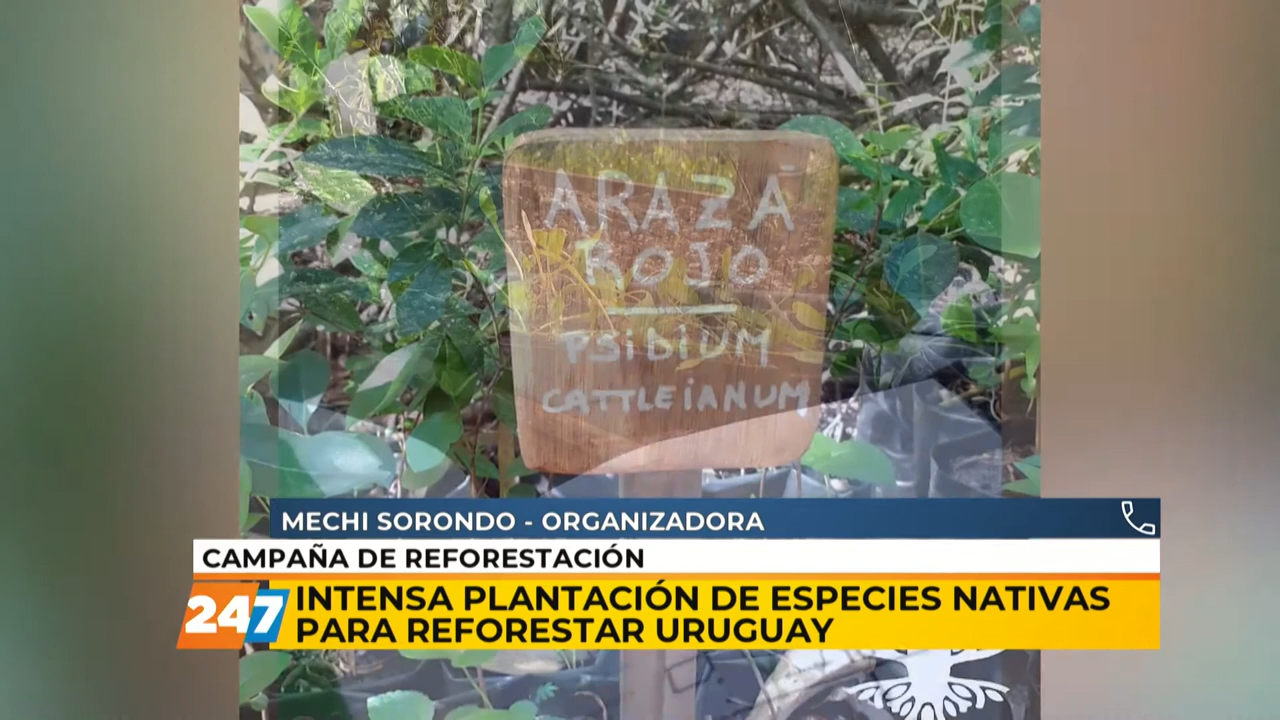 ARAZÁ
ROJO
PSIDIUM
CATTLEIANUM
MECHI SORONDO - ORGANIZADORA
CAMPAÑA DE REFORESTACIÓN
247
INTENSA PLANTACIÓN DE ESPECIES NATIVAS
PARA REFORESTAR URUGUAY